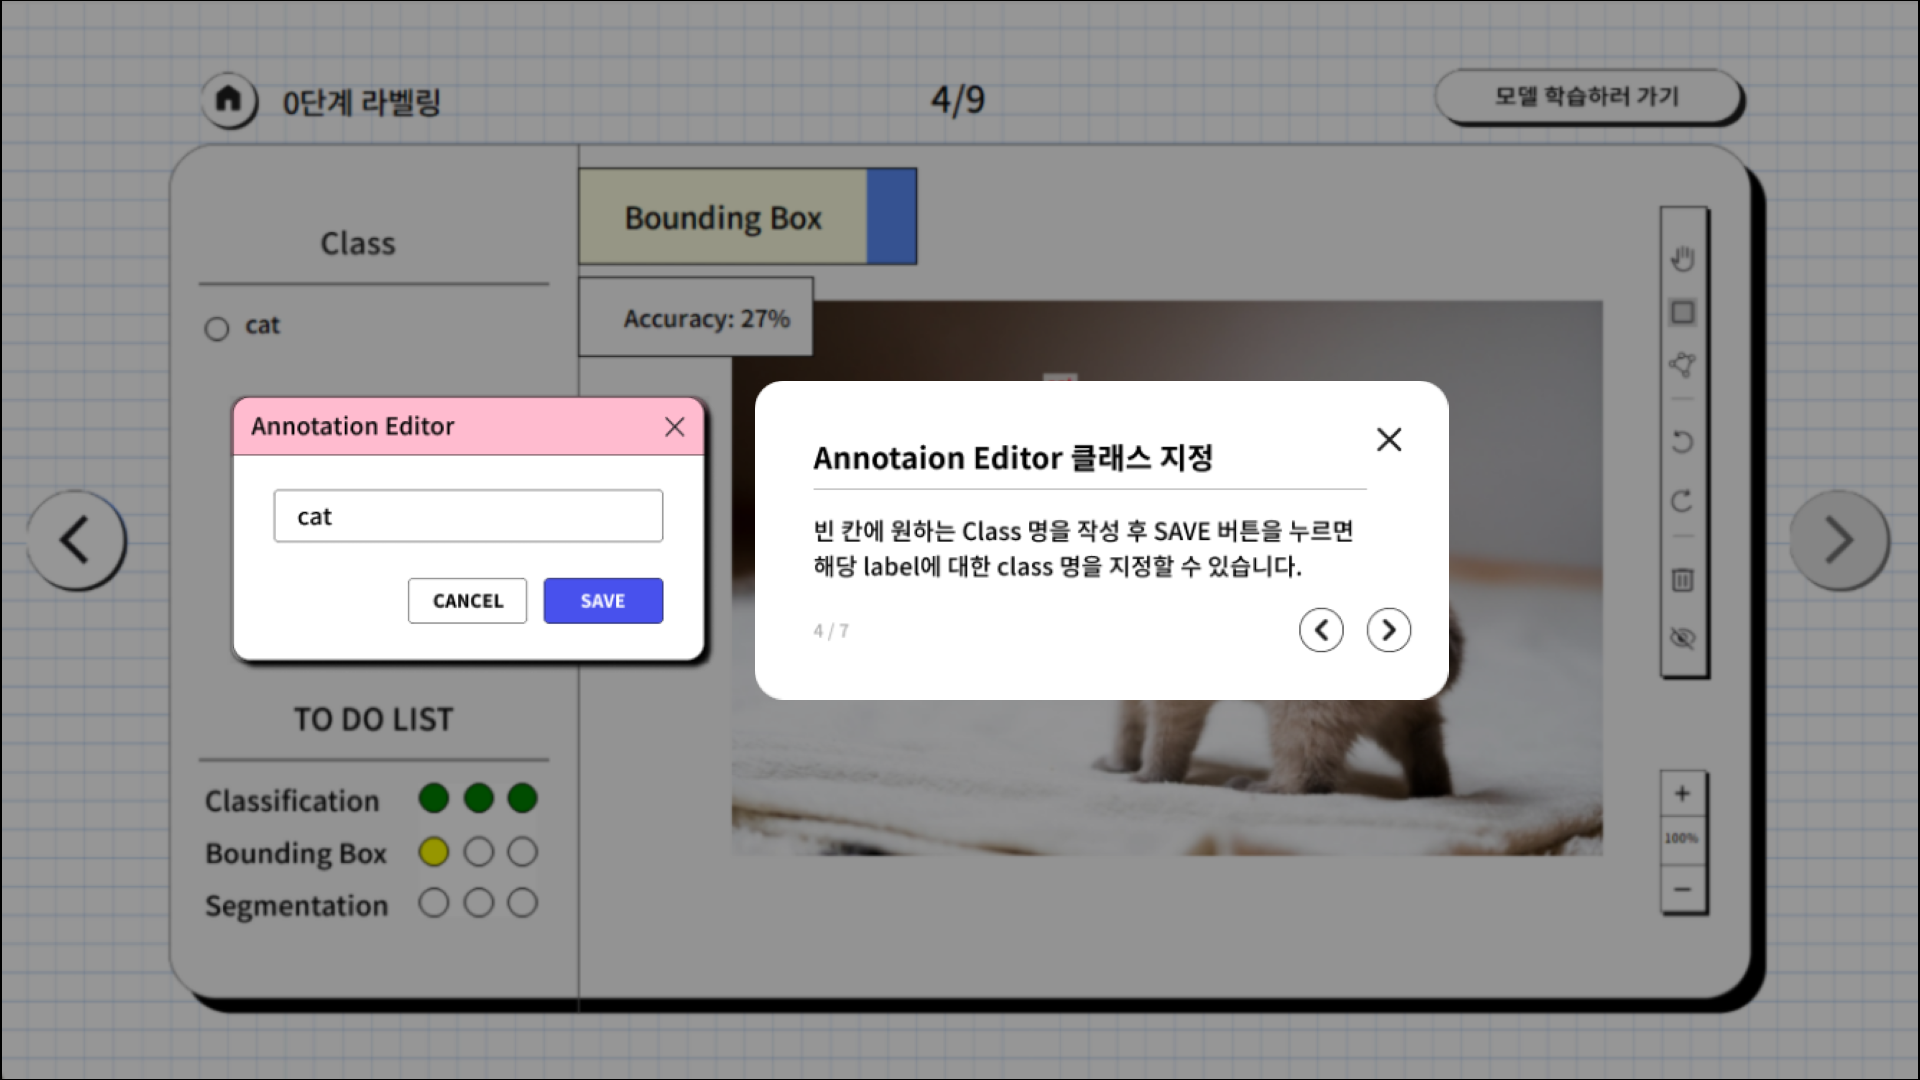 0단계 라벨링
4/9
모델 학습하러 가기
Class
cat
Bounding Box
Accuracy: 27%
Annotation Editor
cat
CANCEL
SAVE
Annotaion Editor 클래스 지정
빈 칸에 원하는 Class 명을 작성 후 SAVE 버튼을 누르면
해당 label에 대한 class 명을 지정할 수 있습니다.
4 / 7
TO DO LIST
Classification
Bounding Box
Segmentation
100%